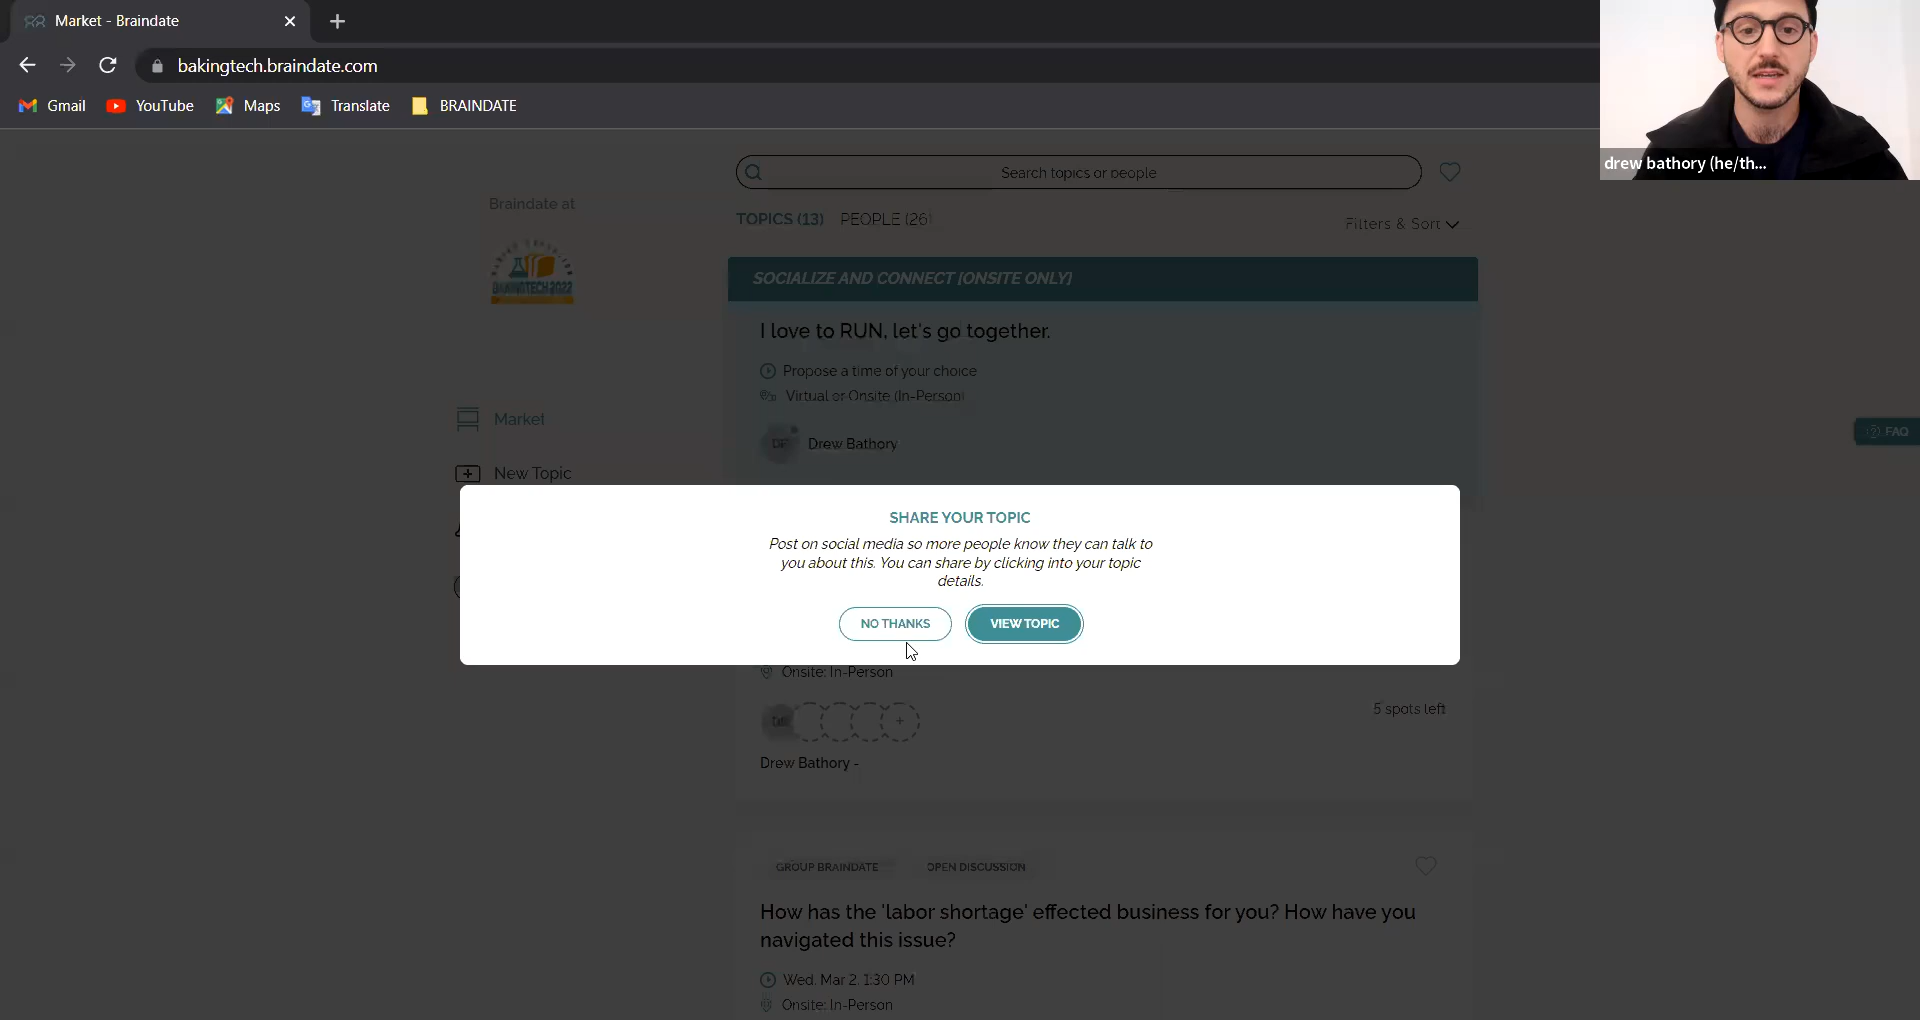 Market - Braindate
bakingtech.braindate.com
Gmail
YouTube
Maps
Translate
BRAINDATE
drew bathory (he/th...
Search topics or people
Braindate at
BAKINGTECH 2022
TOPICS (13)
PEOPLE (26)
Filters & Sort
SOCIALIZE AND CONNECT [ONSITE ONLY]
I love to RUN, let's go together.
Propose a time of your choice
Virtual or Onsite (In-Person)
Drew Bathory
Market
New Topic
FAQ
SHARE YOUR TOPIC
Post on social media so more people know they can talk to
you about this. You can share by clicking into your topic
details.
NO THANKS
VIEW TOPIC
Onsite: In-Person
5 spots left
Drew Bathory -
GROUP BRAINDATE
OPEN DISCUSSION
How has the 'labor shortage' effected business for you? How have you
navigated this issue?
Wed, Mar 2, 1:30 PM
Onsite: In-Person